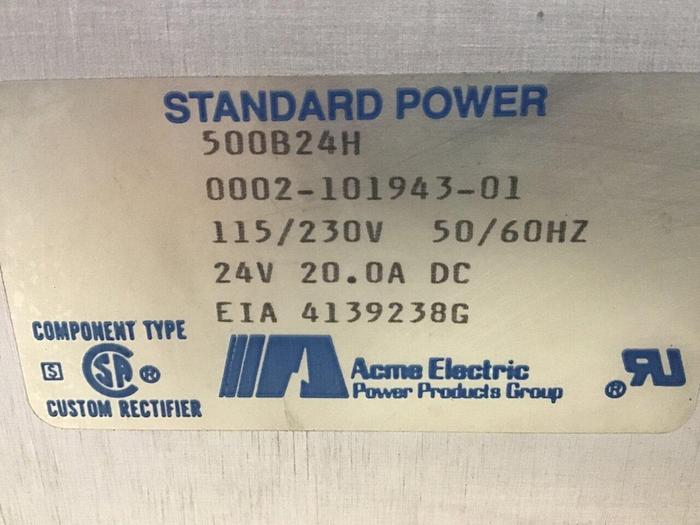 STANDARD POWER
500B24H
0002-101943-01
115/230V 50/60HZ
24V 20.0A DC
EIA 4139238G
COMPONENT TYPE
S SA ®
CUSTOM RECTIFIER
Acme Electric
Power Products Group
® RU